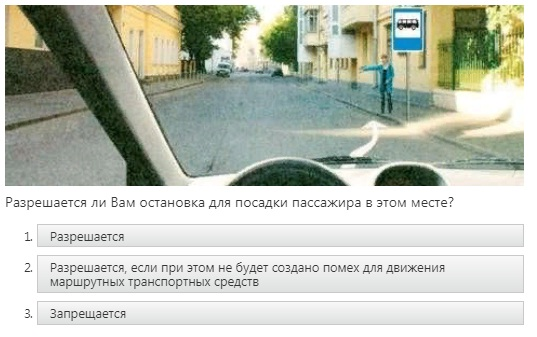 Разрешается ли Вам остановка для посадки пассажира в этом месте?
1. Разрешается
2. Разрешается, если при этом не будет создано помех для движения
маршрутных транспортных средств
3. Запрещается